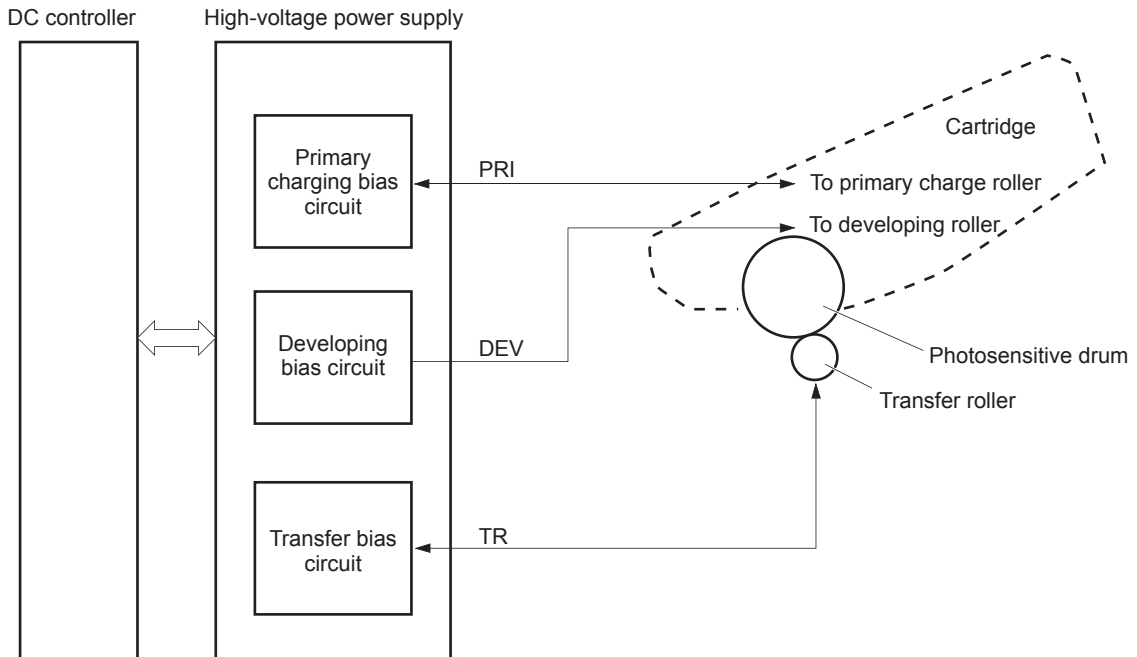 DC controller
High-voltage power supply
Cartridge
Primary
charging bias
circuit
PRI
To primary charge roller
To developing roller
Developing
bias circuit
DEV
Photosensitive drum
Transfer roller
Transfer bias
circuit
TR